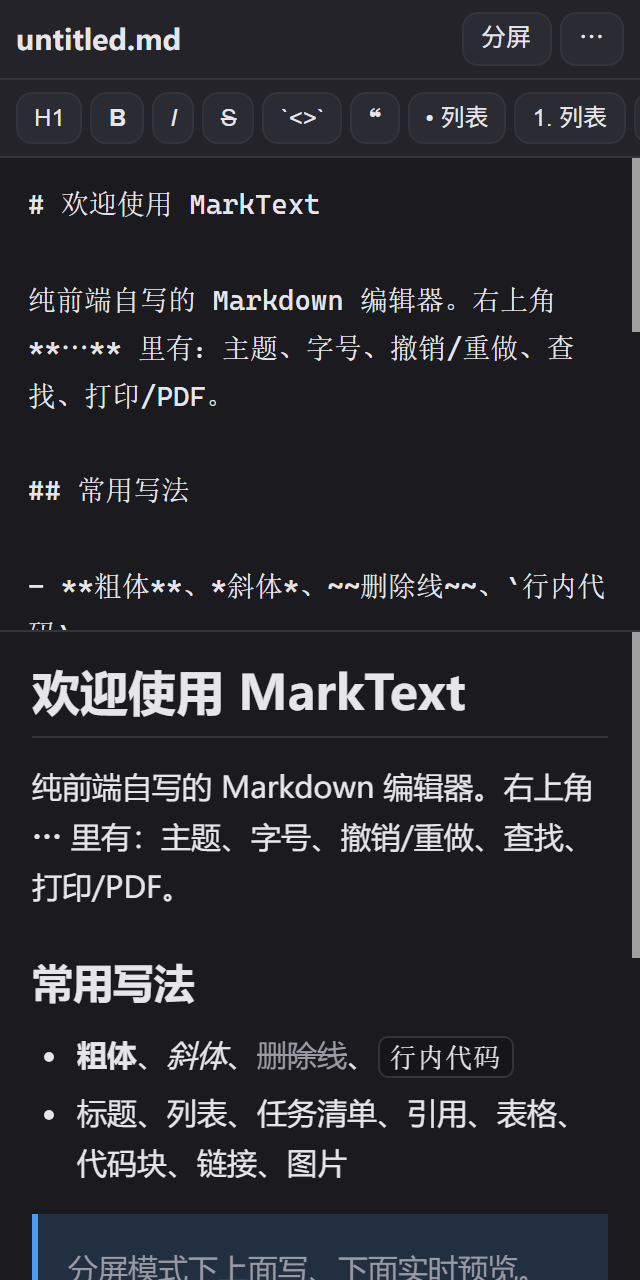 untitled.md
分屏
⋯
H1 B I S `<>` ❝ • 列表 1. 列表
# 欢迎使用 MarkText
纯前端自写的 Markdown 编辑器。右上角
**⋯** 里有：主题、字号、撤销/重做、查
找、打印/PDF。
## 常用写法
- **粗体**、*斜体*、~~删除线~~、`行内代
码`
欢迎使用 MarkText
纯前端自写的 Markdown 编辑器。右上角
⋯ 里有：主题、字号、撤销/重做、查找、
打印/PDF。
常用写法
• 粗体、斜体、删除线、行内代码
• 标题、列表、任务清单、引用、表格、
代码块、链接、图片
分屏模式下上面写、下面实时预览。